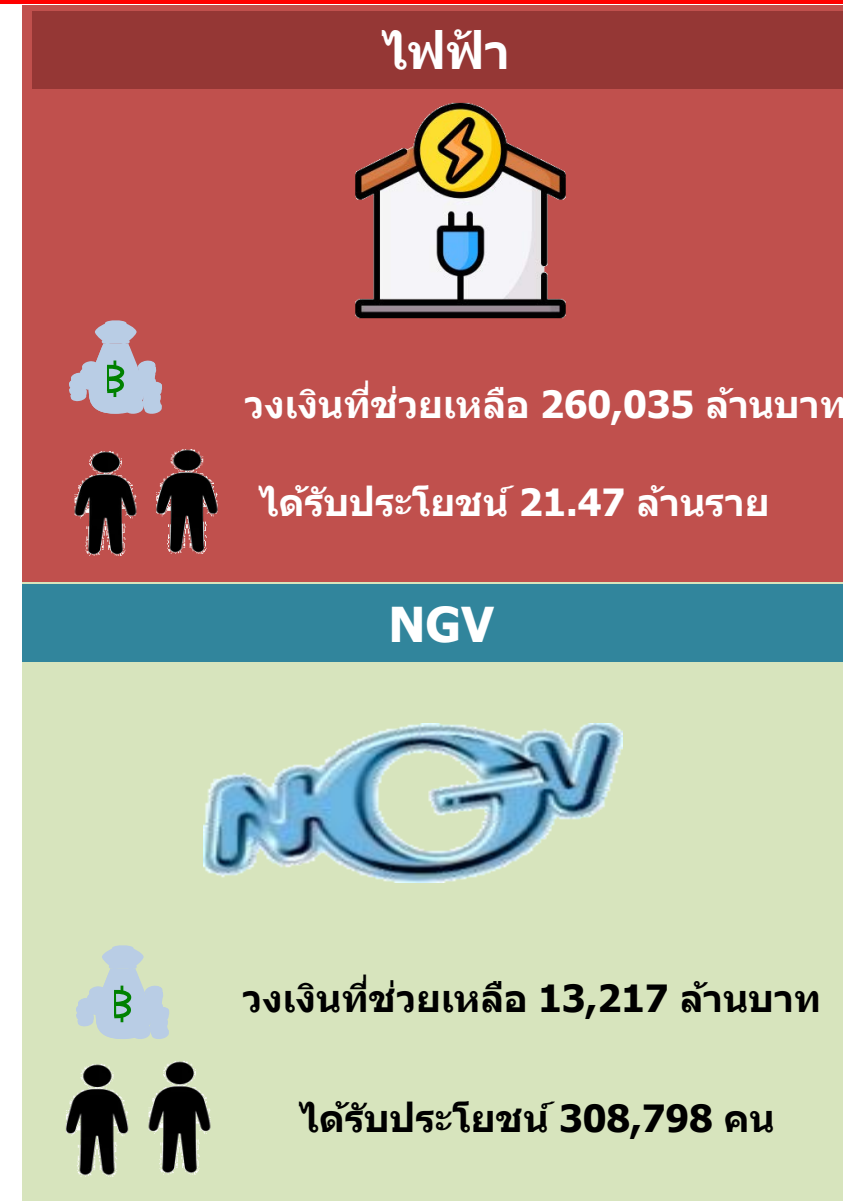 ไฟฟ้า
฿
วงเงินที่ช่วยเหลือ 260,035 ล้านบาท
ได้รับประโยชน์ 21.47 ล้านราย
NGV
NGV
฿
วงเงินที่ช่วยเหลือ 13,217 ล้านบาท
ได้รับประโยชน์ 308,798 คน